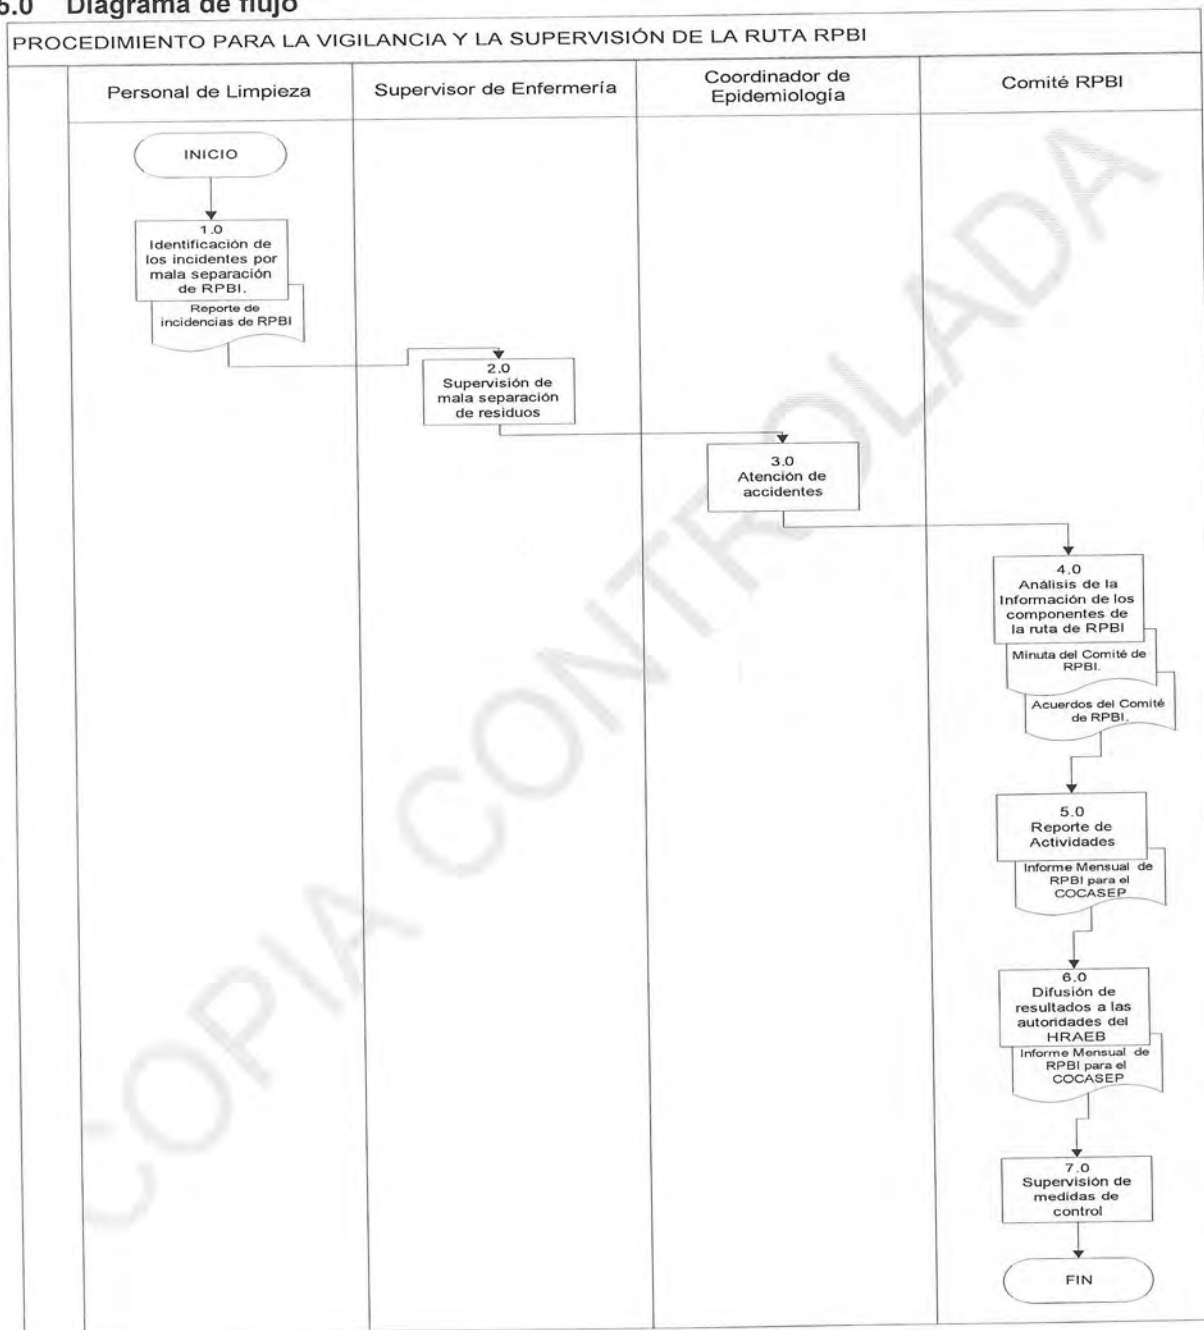 5.0 Diagrama de flujo
PROCEDIMIENTO PARA LA VIGILANCIA Y LA SUPERVISIÓN DE LA RUTA RPBI
Personal de Limpieza
Supervisor de Enfermería
Coordinador de
Epidemiología
Comité RPBI
INICIO
1.0
Identificación de
los incidentes por
mala separación
de RPBI.
Reporte de
incidencias de RPBI
2.0
Supervisión de
mala separación
de residuos
3.0
Atención de
accidentes
4.0
Análisis de la
Información de los
componentes de
la ruta de RPBI
Minuta del Comité de
RPBI.
Acuerdos del Comité
de RPBI.
5.0
Reporte de
Actividades
Informe Mensual de
RPBI para el
COCASEP
6.0
Difusión de
resultados a las
autoridades del
HRAEB
Informe Mensual de
RPBI para el
COCASEP
7.0
Supervisión de
medidas de
control
FIN
COPIA CONTROLADA